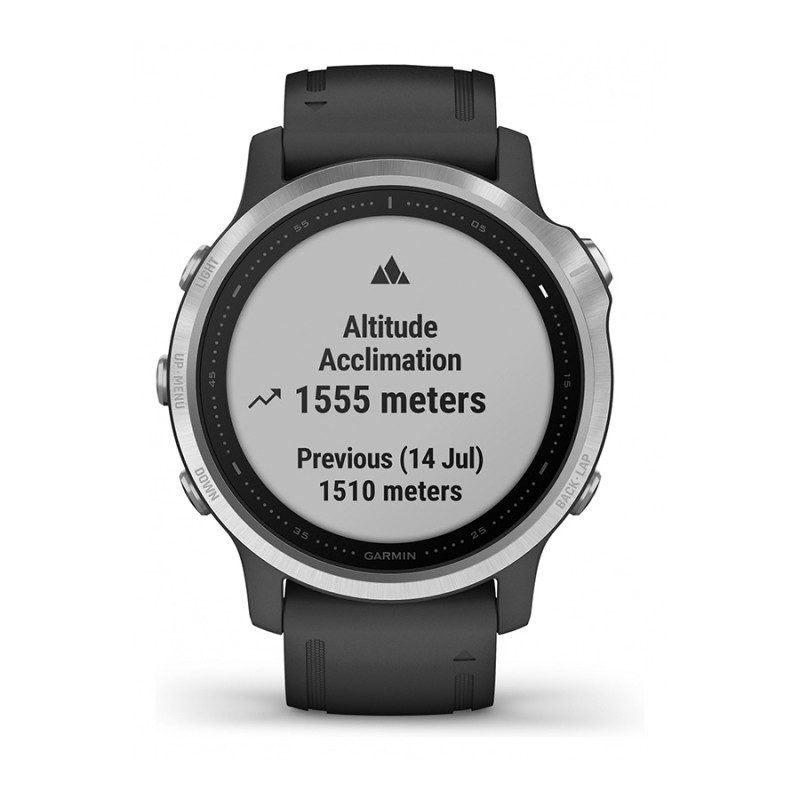 55
05
LIGHT
Altitude
Acclimation
1555 meters
45
15
UP·MENU
Previous (14 Jul)
1510 meters
DOWN
BACK·LAP
35
25
GARMIN